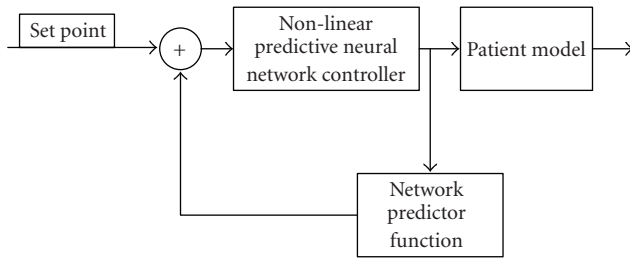 Set point
+
Non-linear
predictive neural
network controller
Patient model
Network
predictor
function